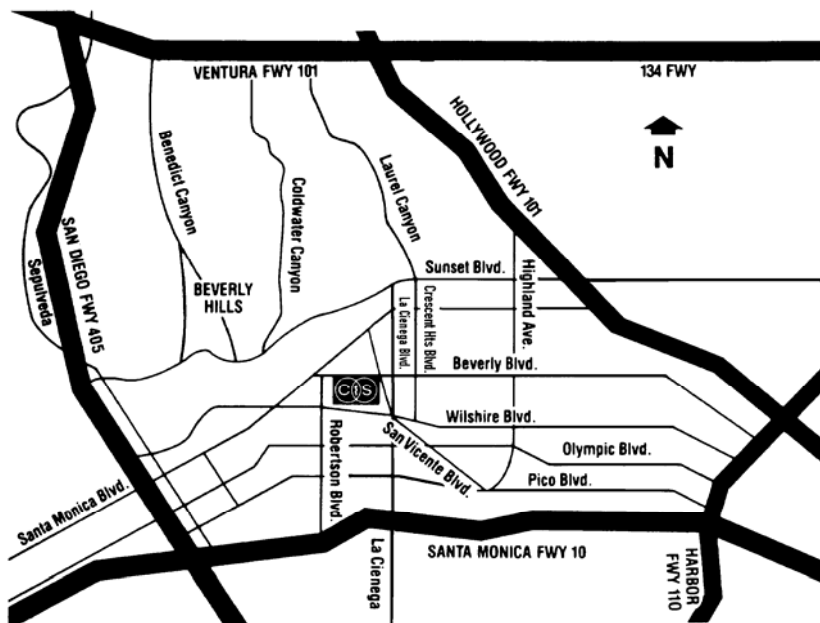 VENTURA FWY 101
134 FWY
HOLLYWOOD FWY 101
N
Benedict Canyon
Coldwater Canyon
Laurel Canyon
Sepulveda
SAN DIEGO FWY 405
BEVERLY
HILLS
Sunset Blvd.
La Cienega Blvd.
Crescent Hts Blvd.
Highland Ave.
Beverly Blvd.
CTS
Wilshire Blvd.
Robertson Blvd.
San Vicente Blvd.
Olympic Blvd.
Pico Blvd.
Santa Monica Blvd.
SANTA MONICA FWY 10
La Cienega
HARBOR
FWY 110